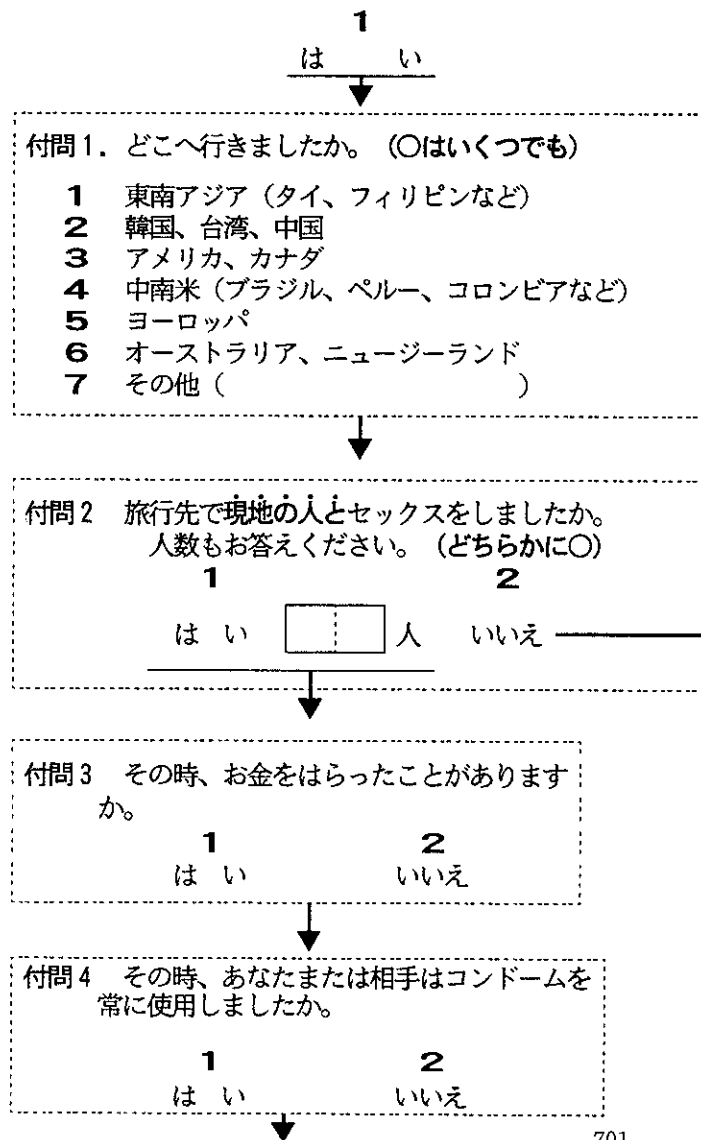 1
は い
付問1. どこへ行きましたか。(○はいくつでも)
1 東南アジア(タイ、フィリピンなど)
2 韓国、台湾、中国
3 アメリカ、カナダ
4 中南米(ブラジル、ペルー、コロンビアなど)
5 ヨーロッパ
6 オーストラリア、ニュージーランド
7 その他( )
付問2 旅行先で現地の人とセックスをしましたか。
人数もお答えください。(どちらかに○)
1 2
は い 人 いいえ
付問3 その時、お金をはらったことがあります
か。
1 2
は い いいえ
付問4 その時、あなたまたは相手はコンドームを
常に使用しましたか。
1 2
は い いいえ
701